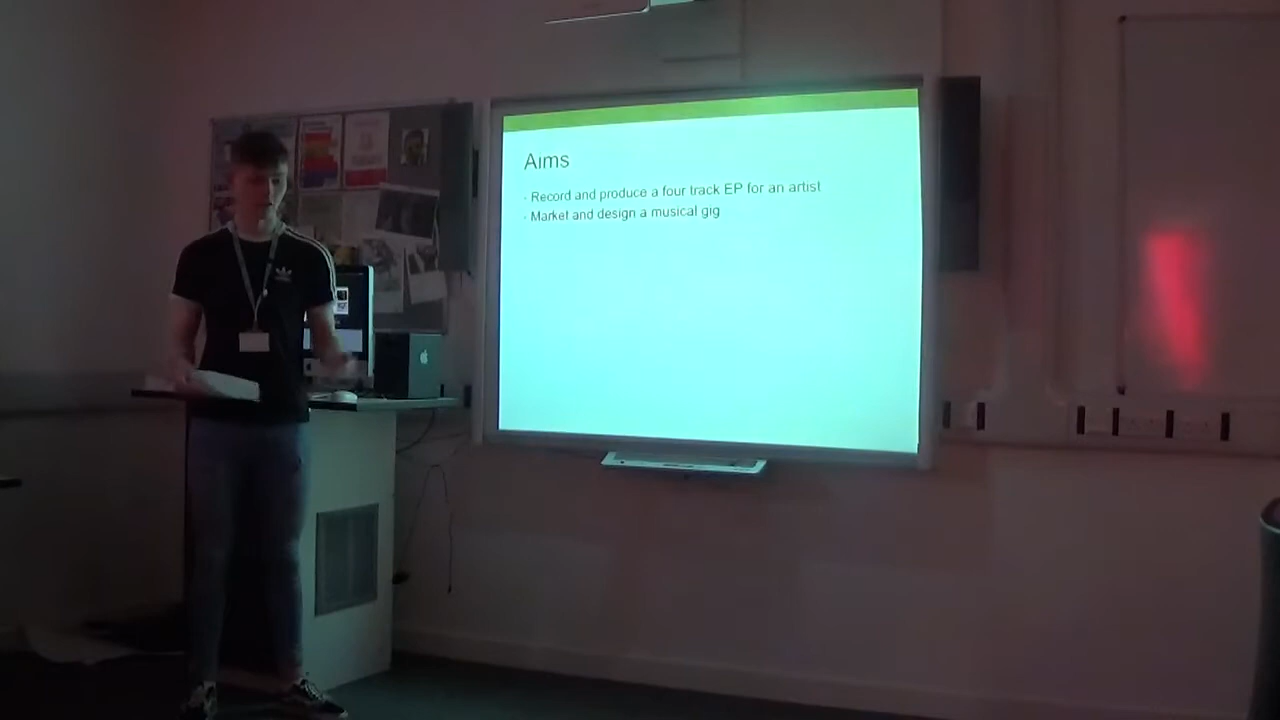 Aims
- Record and produce a four track EP for an artist
- Market and design a musical gig